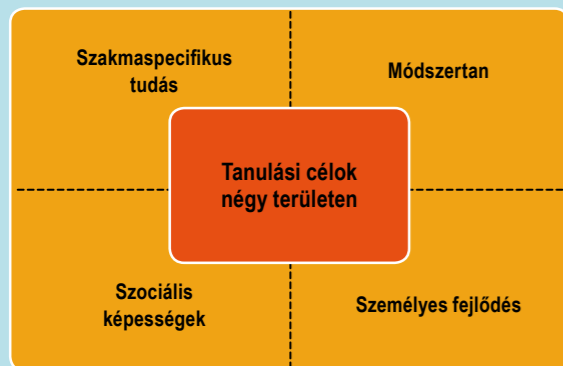 Szakmaspecifikus
tudás
Módszertan
Tanulási célok
négy területen
Szociális
képességek
Személyes fejlődés